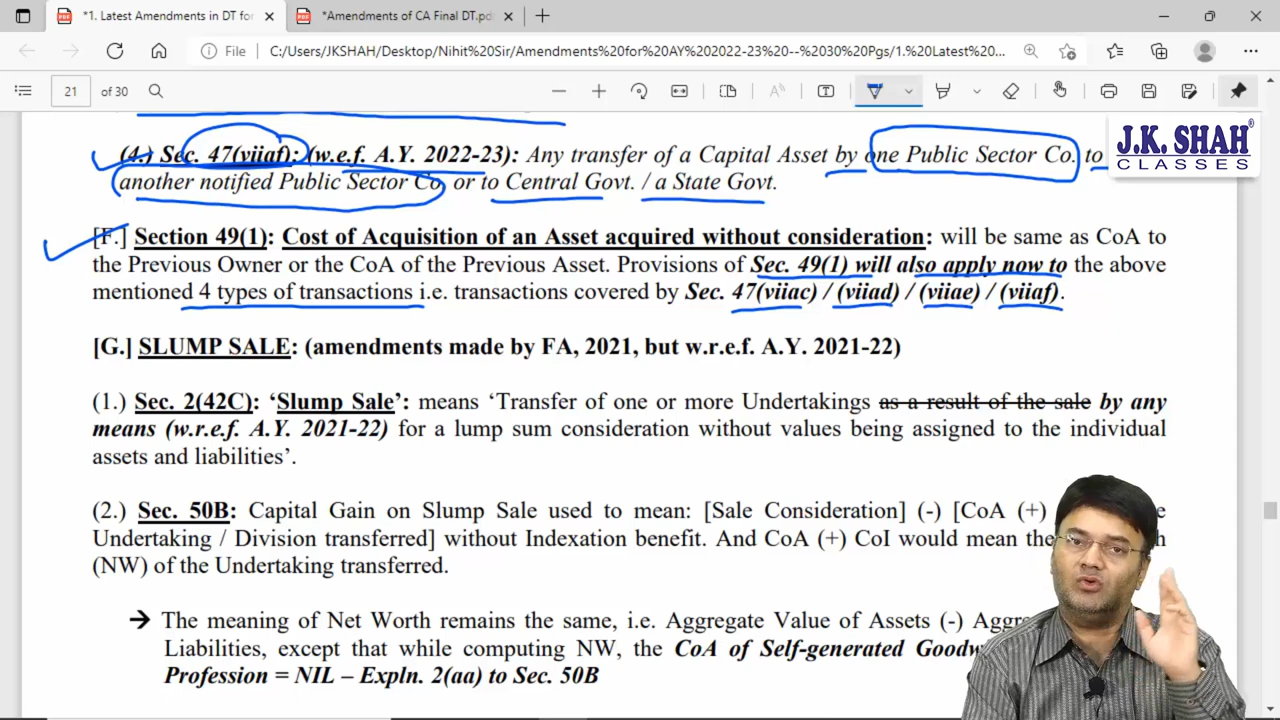 *1. Latest Amendments in DT for
*Amendments of CA Final DT.pdf
File
C:/Users/JKSHAH/Desktop/Nihit%20Sir/Amendments%20for%20AY%202022-23%20--%2030%20Pgs/1.%20Latest%20...
21 of 30
J.K. SHAH®
CLASSES
(4.) Sec. 47(viiaf): (w.e.f. A.Y. 2022-23): Any transfer of a Capital Asset by one Public Sector Co. to
another notified Public Sector Co. or to Central Govt. / a State Govt.
[F.] Section 49(1): Cost of Acquisition of an Asset acquired without consideration: will be same as CoA to
the Previous Owner or the CoA of the Previous Asset. Provisions of Sec. 49(1) will also apply now to the above
mentioned 4 types of transactions i.e. transactions covered by Sec. 47(viiac) / (viiad) / (viiae) / (viiaf).
[G.] SLUMP SALE: (amendments made by FA, 2021, but w.r.e.f. A.Y. 2021-22)
(1.) Sec. 2(42C): ‘Slump Sale’: means ‘Transfer of one or more Undertakings as a result of the sale by any
means (w.r.e.f. A.Y. 2021-22) for a lump sum consideration without values being assigned to the individual
assets and liabilities’.
(2.) Sec. 50B: Capital Gain on Slump Sale used to mean: [Sale Consideration] (-) [CoA (+)
Undertaking / Division transferred] without Indexation benefit. And CoA (+) CoI would mean
(NW) of the Undertaking transferred.
→ The meaning of Net Worth remains the same, i.e. Aggregate Value of Assets (-)
Liabilities, except that while computing NW, the CoA of Self-generated
Profession = NIL – Expln. 2(aa) to Sec. 50B